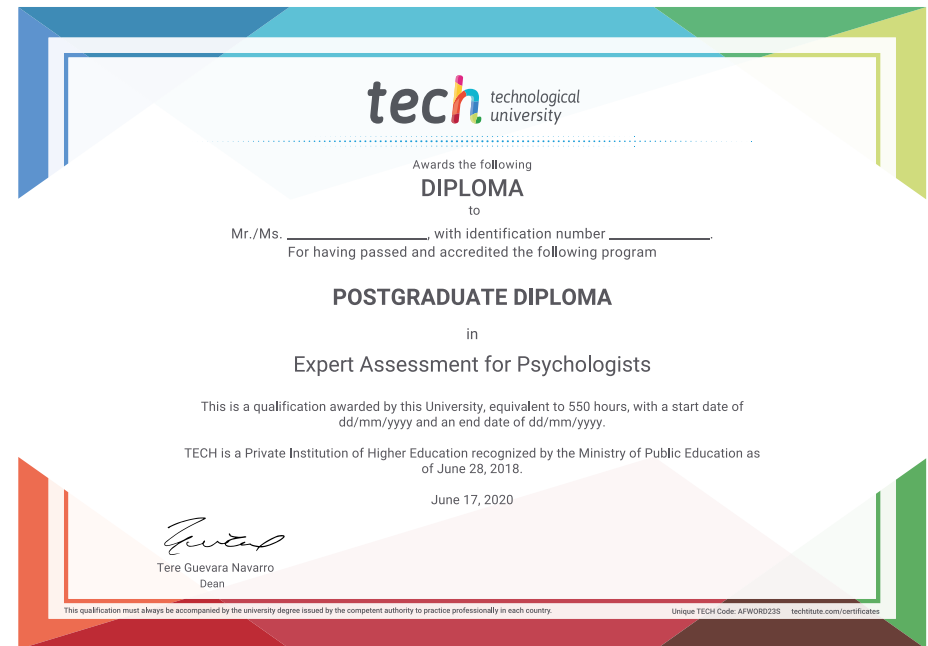 tech technological
university
Awards the following
DIPLOMA
to
Mr./Ms. ____________________, with identification number ______________.
For having passed and accredited the following program
POSTGRADUATE DIPLOMA
in
Expert Assessment for Psychologists
This is a qualification awarded by this University, equivalent to 550 hours, with a start date of
dd/mm/yyyy and an end date of dd/mm/yyyy.
TECH is a Private Institution of Higher Education recognized by the Ministry of Public Education as
of June 28, 2018.
June 17, 2020
Tere Guevara Navarro
Dean
This qualification must always be accompanied by the university degree issued by the competent authority to practice professionally in each country.
Unique TECH Code: AFWORD23S techtitute.com/certificates